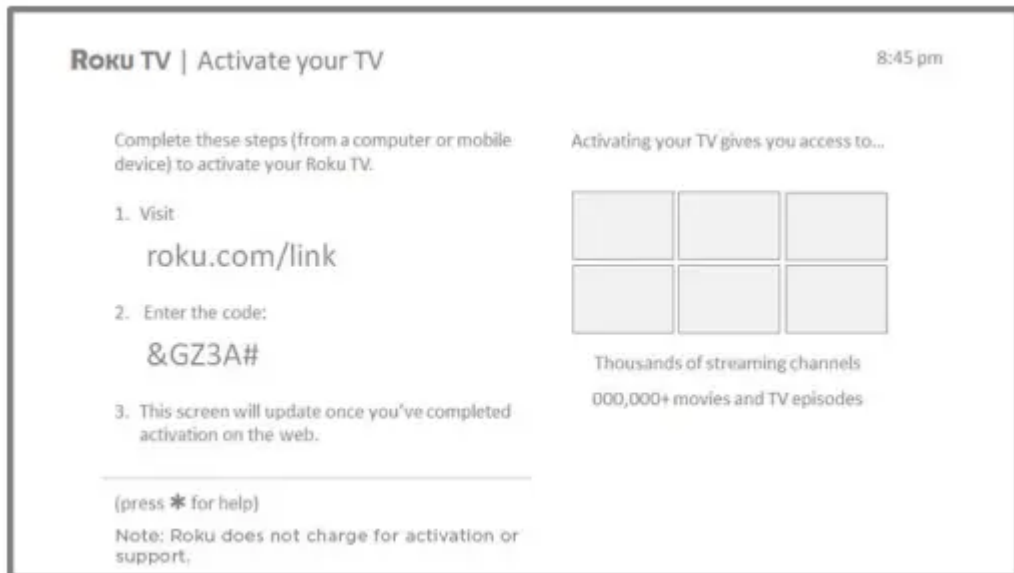 ROKU TV | Activate your TV
8:45 pm
Complete these steps (from a computer or mobile
device) to activate your Roku TV.
1. Visit
roku.com/link
2. Enter the code:
&GZ3A#
3. This screen will update once you've completed
activation on the web.
(press ✱ for help)
Note: Roku does not charge for activation or
support.
Activating your TV gives you access to...
Thousands of streaming channels
000,000+ movies and TV episodes